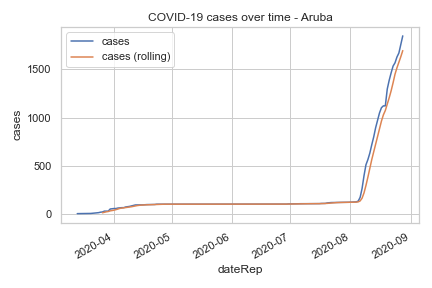 COVID-19 cases over time - Aruba
cases
cases (rolling)
1500
1000
500
0
cases
2020-04
2020-05
2020-06
2020-07
2020-08
2020-09
dateRep